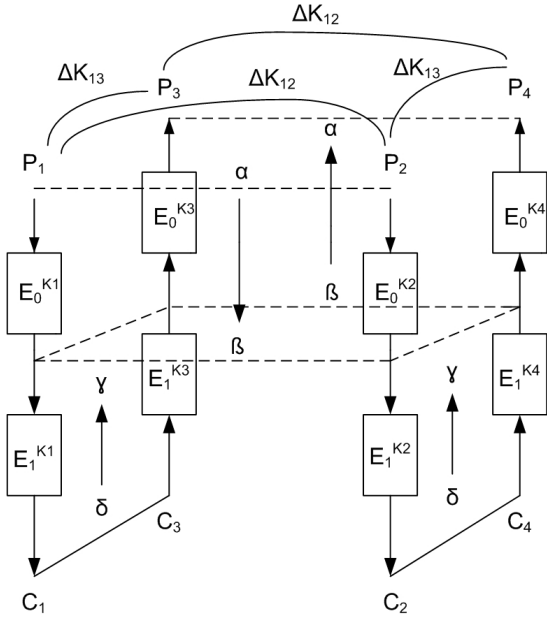 ΔK₁₂
ΔK₁₃
P₃
ΔK₁₂
ΔK₁₃
P₄
P₁
α
α
P₂
E₀ᴷ³
E₀ᴷ⁴
E₀ᴷ¹
ß
E₀ᴷ²
ß
E₁ᴷ³
E₁ᴷ⁴
γ
γ
E₁ᴷ¹
E₁ᴷ²
δ
δ
C₃
C₄
C₁
C₂